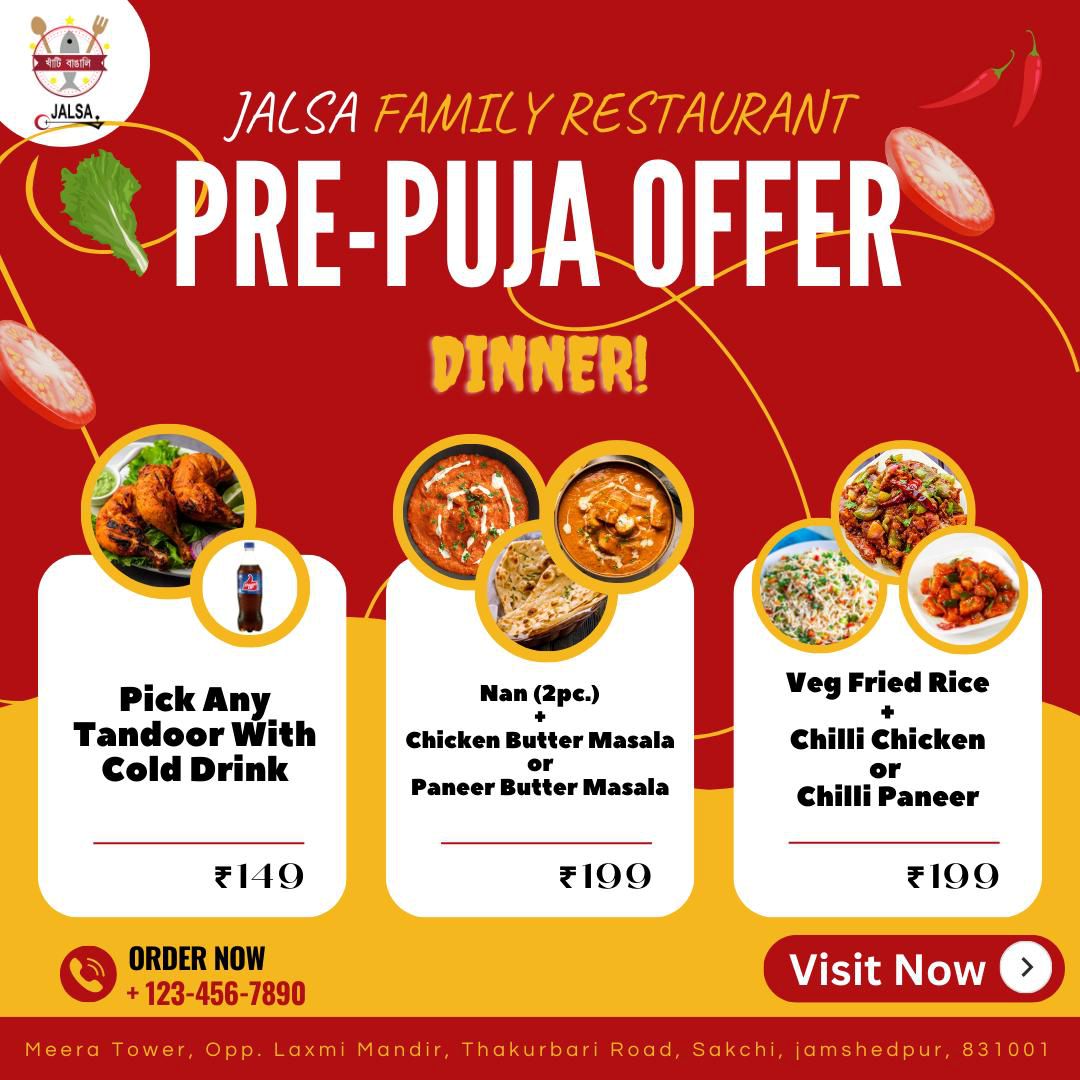 খাঁটি বাঙালি
JALSA
JALSA FAMILY RESTAURANT
PRE-PUJA OFFER
DINNER!
Pick Any
Tandoor With
Cold Drink
₹149
Nan (2pc.)
+
Chicken Butter Masala
or
Paneer Butter Masala
₹199
Veg Fried Rice
+
Chilli Chicken
or
Chilli Paneer
₹199
ORDER NOW
+ 123-456-7890
Visit Now
Meera Tower, Opp. Laxmi Mandir, Thakurbari Road, Sakchi, jamshedpur, 831001